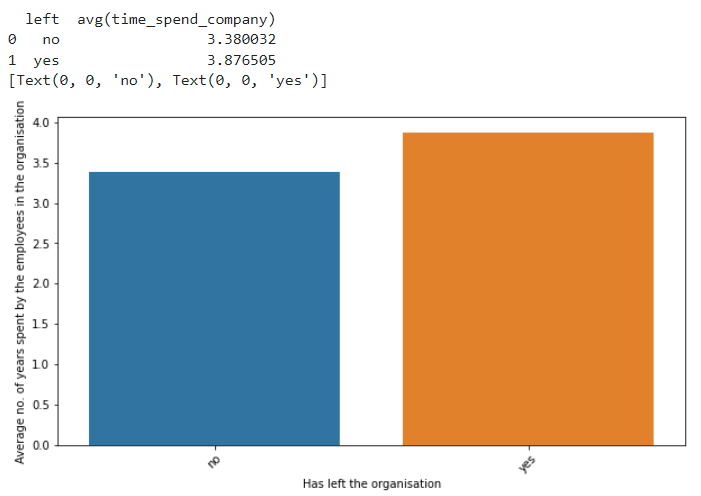 left avg(time_spend_company)
0 no 3.380032
1 yes 3.876505
[Text(0, 0, 'no'), Text(0, 0, 'yes')]
Average no. of years spent by the employees in the organisation
4.0
3.5
3.0
2.5
2.0
1.5
1.0
0.5
0.0
no
yes
Has left the organisation